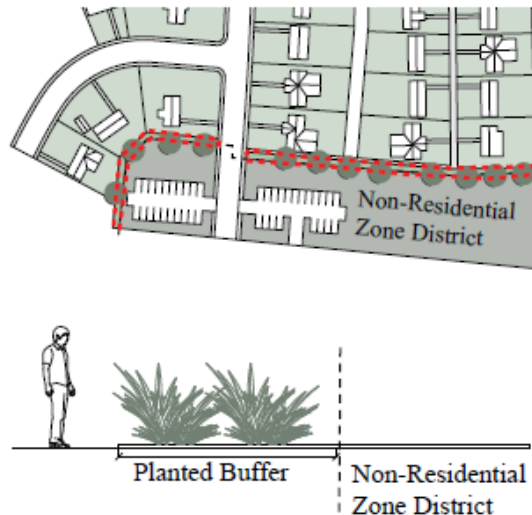 Non-Residential
Zone District
Planted Buffer
Non-Residential
Zone District